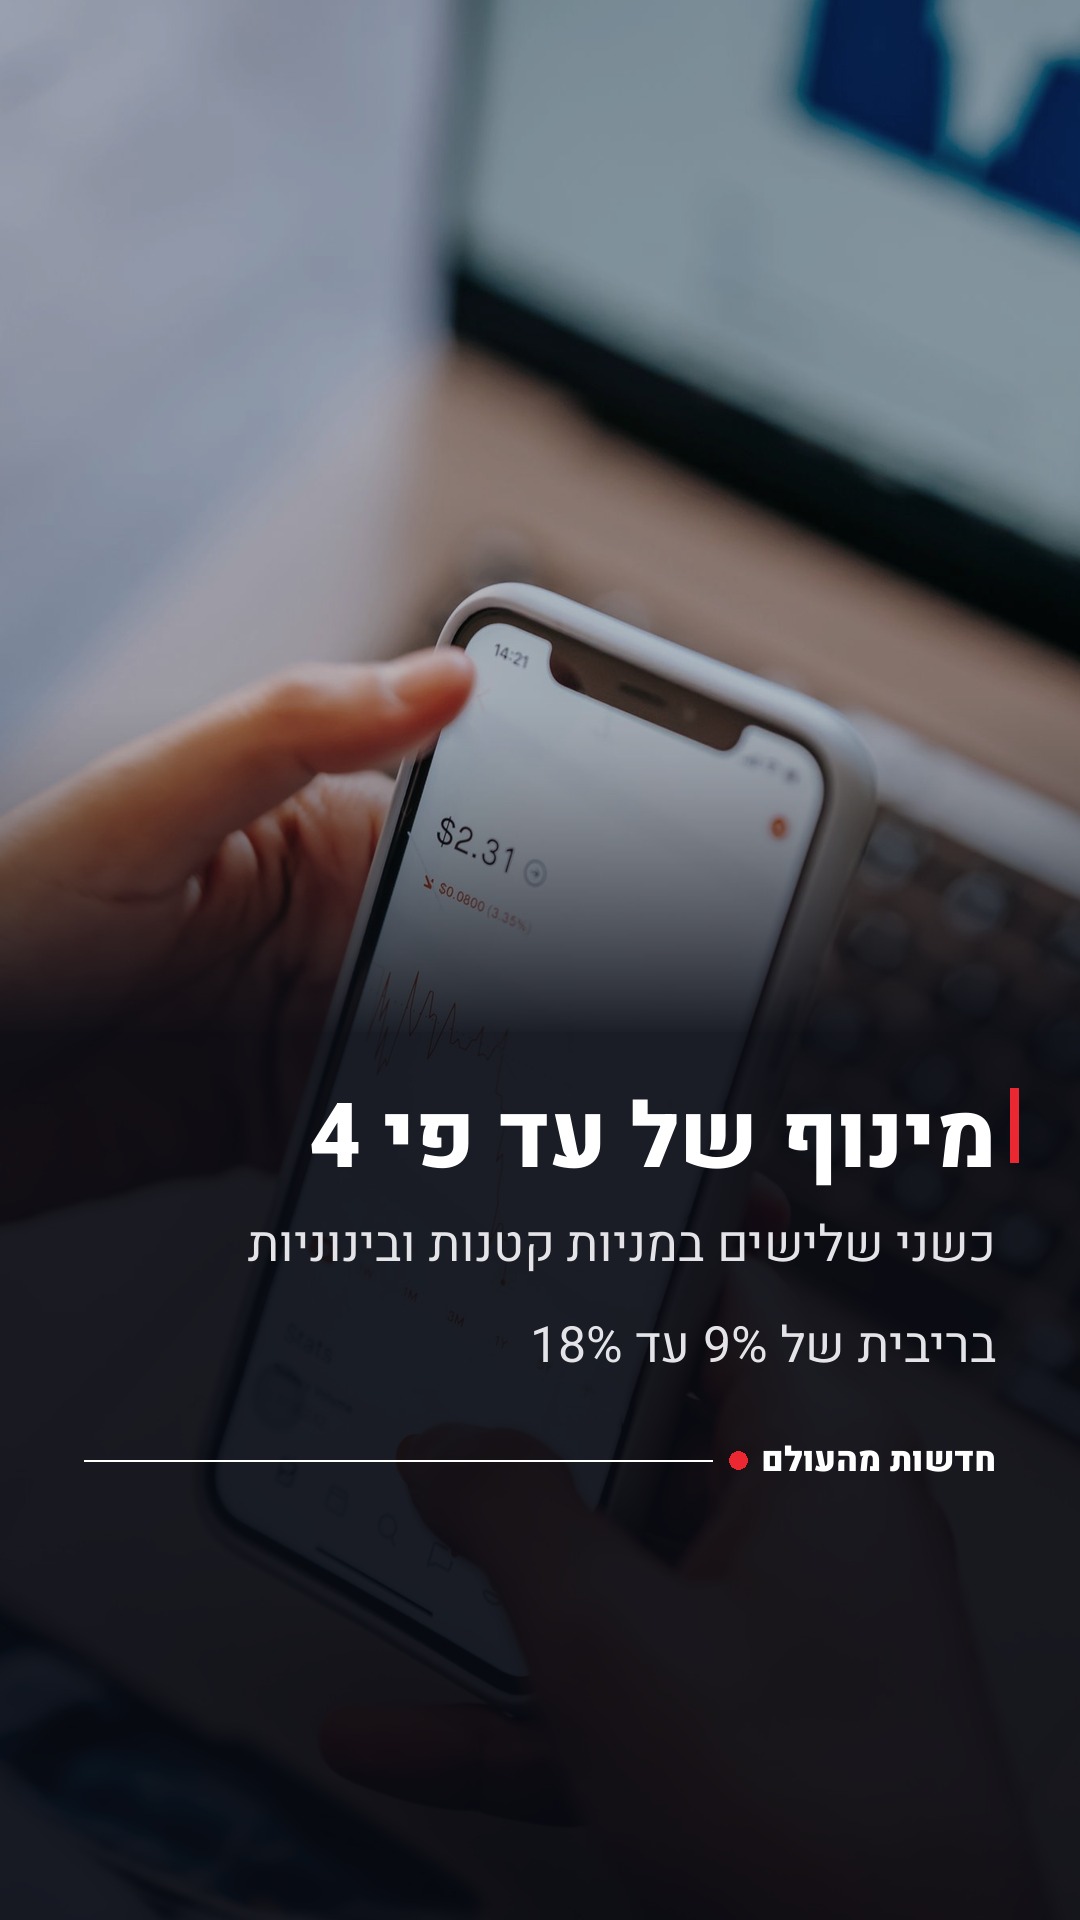 14:21
$2.31
$0.0800 (3.35%)
מינוף של עד פי 4
כשני שלישים במניות קטנות ובינוניות
בריבית של 9% עד 18%
חדשות מהעולם